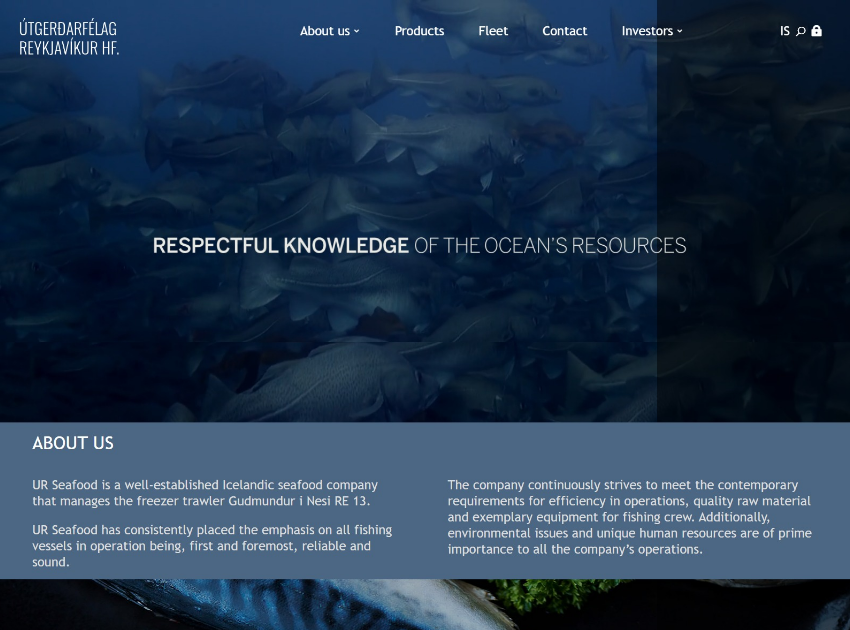 ÚTGERÐARFÉLAG
REYKJAVÍKUR HF.
About us
Products
Fleet
Contact
Investors
IS
RESPECTFUL KNOWLEDGE OF THE OCEAN'S RESOURCES
ABOUT US
UR Seafood is a well-established Icelandic seafood company
that manages the freezer trawler Gudmundur i Nesi RE 13.
UR Seafood has consistently placed the emphasis on all fishing
vessels in operation being, first and foremost, reliable and
sound.
The company continuously strives to meet the contemporary
requirements for efficiency in operations, quality raw material
and exemplary equipment for fishing crew. Additionally,
environmental issues and unique human resources are of prime
importance to all the company's operations.